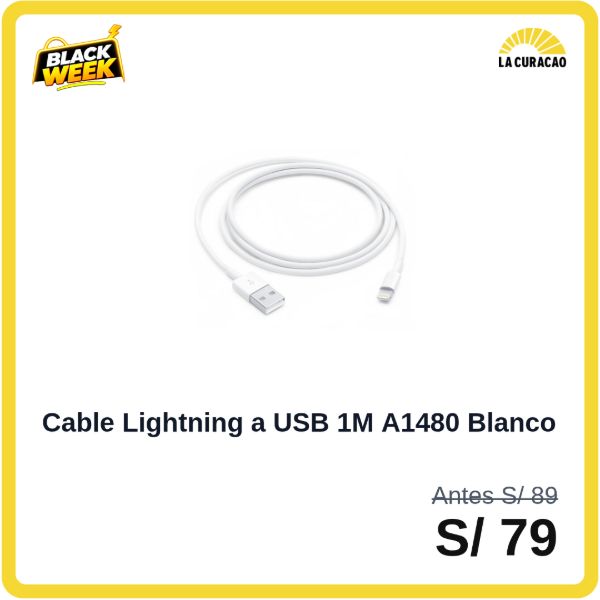 BLACK
WEEK
LA CURACAO
Cable Lightning a USB 1M A1480 Blanco
Antes S/ 89
S/ 79